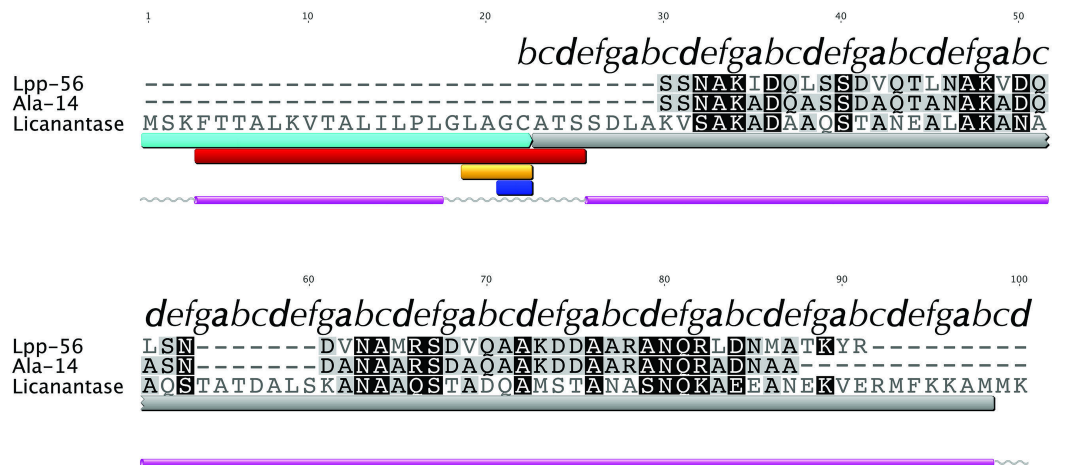 1 10 20 30 40 50
bcdefgabcdefgabcdefgabcdefgabc
Lpp-56 -----------------------------SSNAKIDQLSSDVQTLNAKVDQ
Ala-14 -----------------------------SSNAKADQASSDAQTANAKADQ
Licanantase MSKFTTALKVTALILPLGLAGCATSSDLAKVSAKADAAQSTANEALAKANA
60 70 80 90 100
defgabcdefgabcdefgabcdefgabcdefgabcdefgabcdefgabcd
Lpp-56 LSN-------DVNAMRSDVQAAKDDAARANQRLDNMATKYR---------
Ala-14 ASN-------DANAARSDAQAAKDDAARANQRADNAA-------------
Licanantase AQSTATDALSKANAAQSTADQAMSTANASNQKAEEANEKVERMFKKAMMK